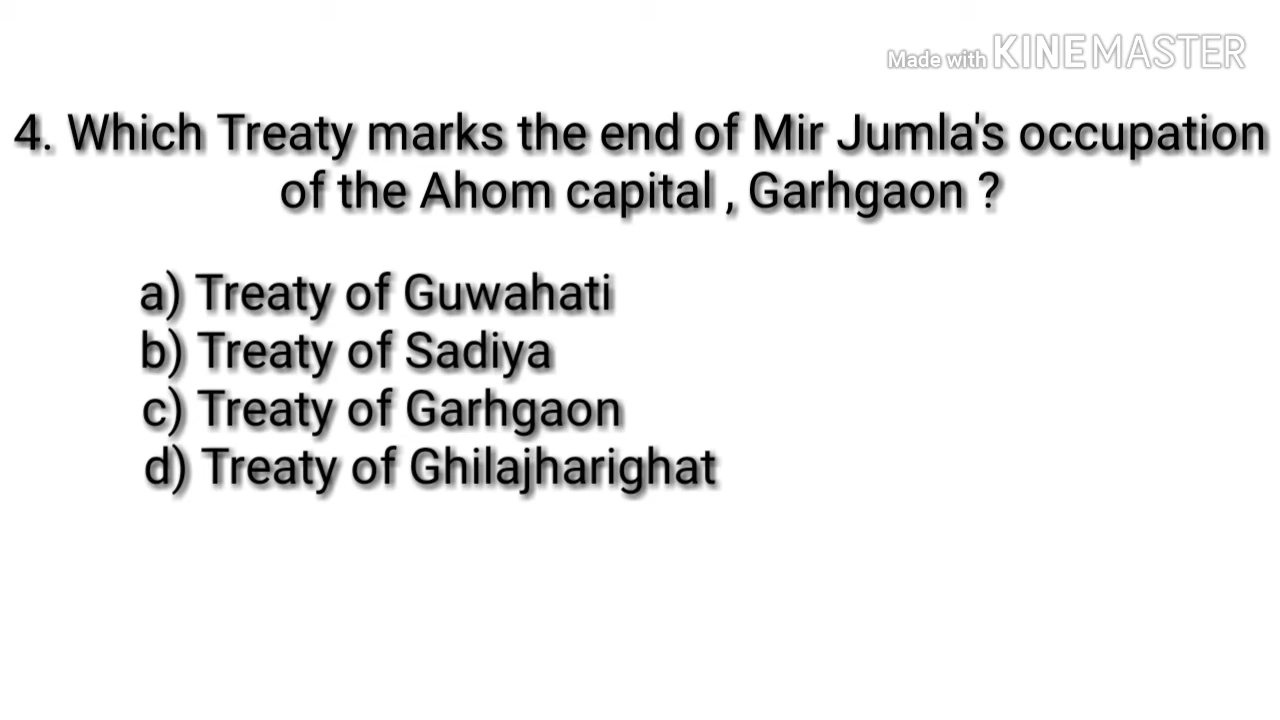 Made with KINEMASTER
4. Which Treaty marks the end of Mir Jumla's occupation
of the Ahom capital , Garhgaon ?
a) Treaty of Guwahati
b) Treaty of Sadiya
c) Treaty of Garhgaon
d) Treaty of Ghilajharighat